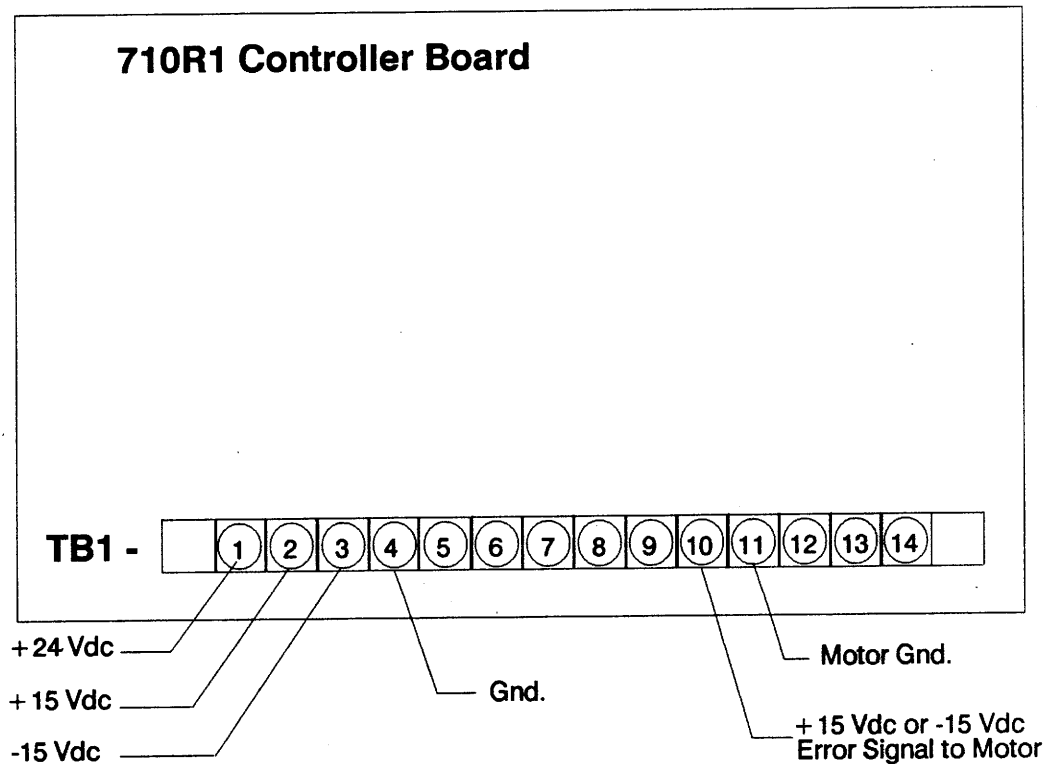 710R1 Controller Board
TB1 - 1 2 3 4 5 6 7 8 9 10 11 12 13 14
+24 Vdc
+15 Vdc
-15 Vdc
Gnd.
Motor Gnd.
+15 Vdc or -15 Vdc
Error Signal to Motor